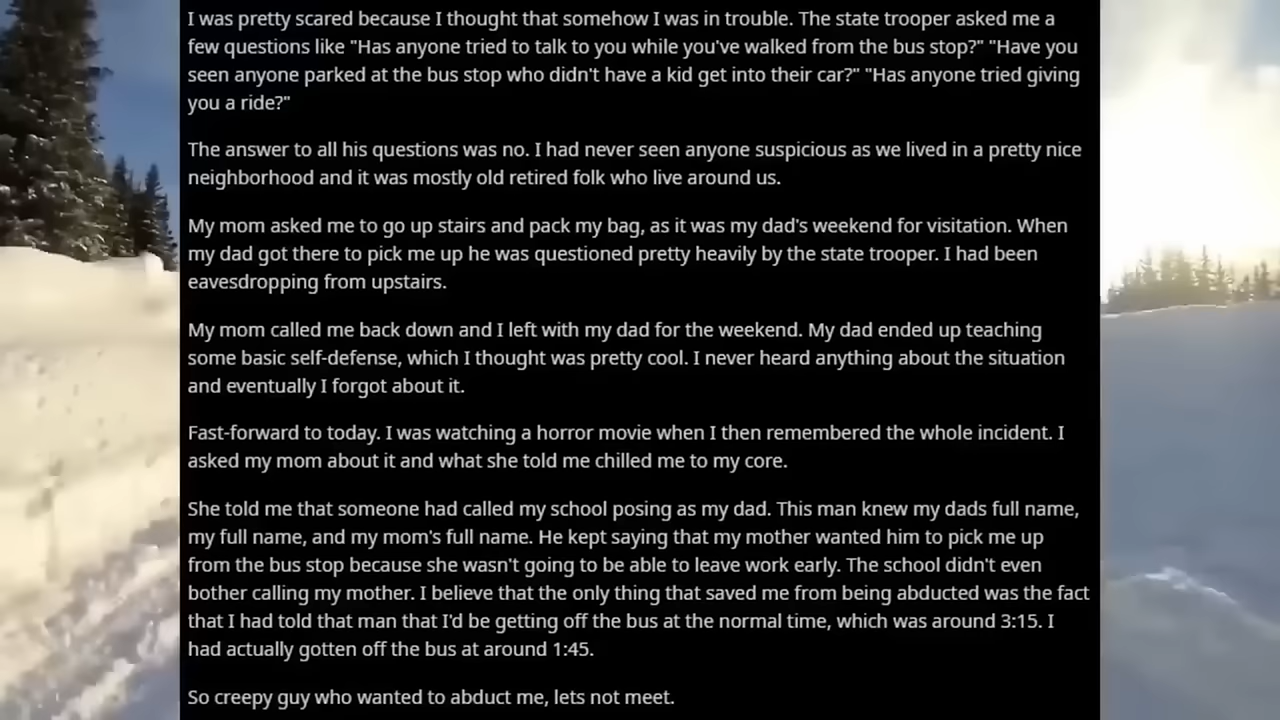 I was pretty scared because I thought that somehow I was in trouble. The state trooper asked me a
few questions like "Has anyone tried to talk to you while you've walked from the bus stop?" "Have you
seen anyone parked at the bus stop who didn't have a kid get into their car?" "Has anyone tried giving
you a ride?"
The answer to all his questions was no. I had never seen anyone suspicious as we lived in a pretty nice
neighborhood and it was mostly old retired folk who live around us.
My mom asked me to go up stairs and pack my bag, as it was my dad's weekend for visitation. When
my dad got there to pick me up he was questioned pretty heavily by the state trooper. I had been
eavesdropping from upstairs.
My mom called me back down and I left with my dad for the weekend. My dad ended up teaching
some basic self-defense, which I thought was pretty cool. I never heard anything about the situation
and eventually I forgot about it.
Fast-forward to today. I was watching a horror movie when I then remembered the whole incident. I
asked my mom about it and what she told me chilled me to my core.
She told me that someone had called my school posing as my dad. This man knew my dads full name,
my full name, and my mom's full name. He kept saying that my mother wanted him to pick me up
from the bus stop because she wasn't going to be able to leave work early. The school didn't even
bother calling my mother. I believe that the only thing that saved me from being abducted was the fact
that I had told that man that I'd be getting off the bus at the normal time, which was around 3:15. I
had actually gotten off the bus at around 1:45.
So creepy guy who wanted to abduct me, lets not meet.